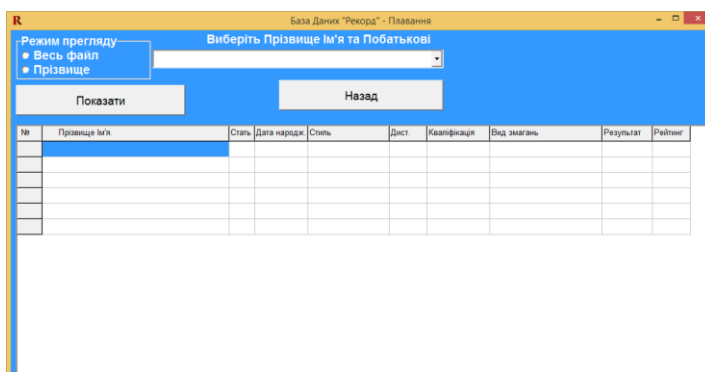 R
База Даних "Рекорд" - Плавання
Режим прегляду
Весь файл
Прізвище
Виберіть Прізвище Ім'я та Побатькові
Показати
Назад
№ Прізвище Ім'я. Стать Дата народж. Стиль Дист. Кваліфікація Вид змагань Результат Рейтинг